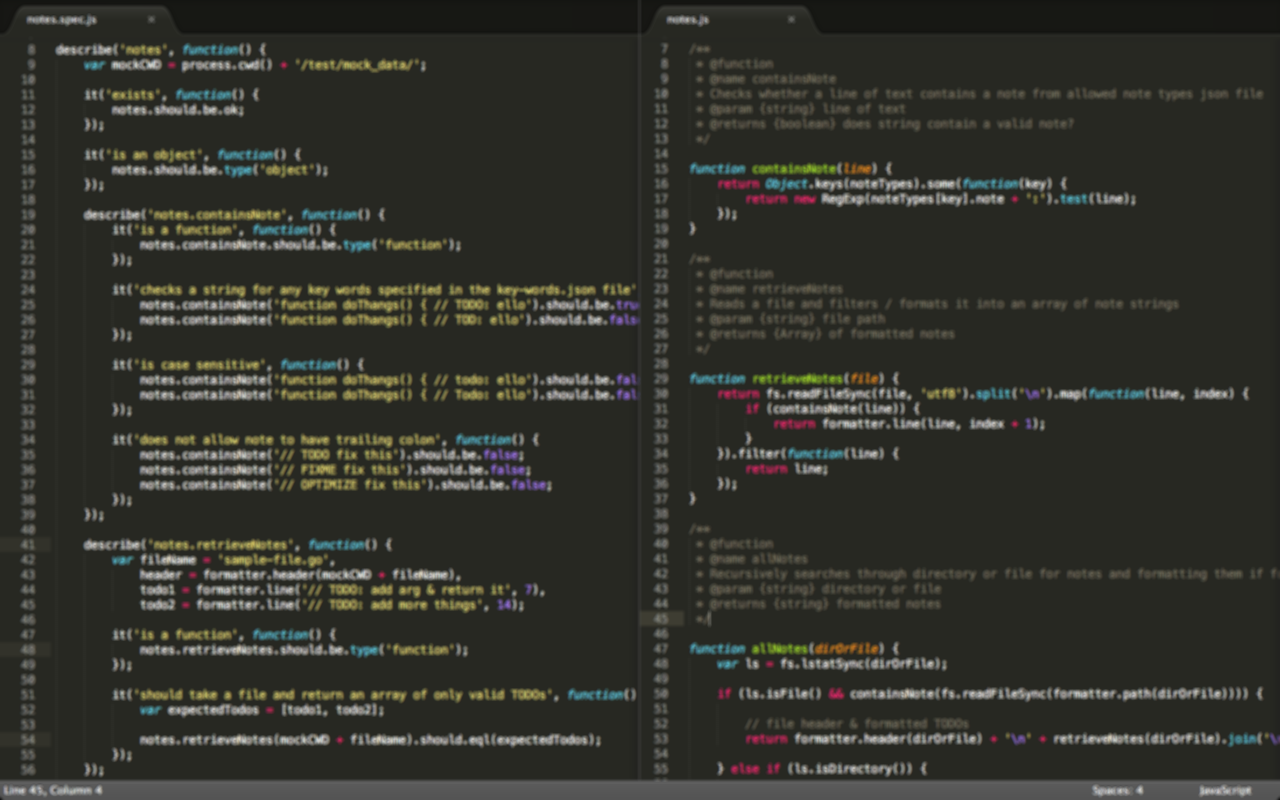 notes.spec.js ×
8 describe('notes', function() {
9 var mockCWD = process.cwd() + '/test/mock_data/';
10
11 it('exists', function() {
12 notes.should.be.ok;
13 });
14
15 it('is an object', function() {
16 notes.should.be.type('object');
17 });
18
19 describe('notes.containsNote', function() {
20 it('is a function', function() {
21 notes.containsNote.should.be.type('function');
22 });
23
24 it('checks a string for any key words specified in the key-words.json file'
25 notes.containsNote('function doThangs() { // TODO: ello').should.be.tru
26 notes.containsNote('function doThangs() { // TOD: ello').should.be.fals
27 });
28
29 it('is case sensitive', function() {
30 notes.containsNote('function doThangs() { // todo: ello').should.be.fal
31 notes.containsNote('function doThangs() { // Todo: ello').should.be.fal
32 });
33
34 it('does not allow note to have trailing colon', function() {
35 notes.containsNote('// TODO fix this').should.be.false;
36 notes.containsNote('// FIXME fix this').should.be.false;
37 notes.containsNote('// OPTIMIZE fix this').should.be.false;
38 });
39 });
40
41 describe('notes.retrieveNotes', function() {
42 var fileName = 'sample-file.go',
43 header = formatter.header(mockCWD + fileName),
44 todo1 = formatter.line('// TODO: add arg & return it', 7),
45 todo2 = formatter.line('// TODO: add more things', 14);
46
47 it('is a function', function() {
48 notes.retrieveNotes.should.be.type('function');
49 });
50
51 it('should take a file and return an array of only valid TODOs', function()
52 var expectedTodos = [todo1, todo2];
53
54 notes.retrieveNotes(mockCWD + fileName).should.eql(expectedTodos);
55 });
56 });
notes.js ×
7 /**
8 * @function
9 * @name containsNote
10 * Checks whether a line of text contains a note from allowed note types json file
11 * @param {string} line of text
12 * @returns {boolean} does string contain a valid note?
13 */
14
15 function containsNote(line) {
16 return Object.keys(noteTypes).some(function(key) {
17 return new RegExp(noteTypes[key].note + ':').test(line);
18 });
19 }
20
21 /**
22 * @function
23 * @name retrieveNotes
24 * Reads a file and filters / formats it into an array of note strings
25 * @param {string} file path
26 * @returns {Array} of formatted notes
27 */
28
29 function retrieveNotes(file) {
30 return fs.readFileSync(file, 'utf8').split('\n').map(function(line, index) {
31 if (containsNote(line)) {
32 return formatter.line(line, index + 1);
33 }
34 }).filter(function(line) {
35 return line;
36 });
37 }
38
39 /**
40 * @function
41 * @name allNotes
42 * Recursively searches through directory or file for notes and formatting them if f
43 * @param {string} directory or file
44 * @returns {string} formatted notes
45 */
46
47 function allNotes(dirOrFile) {
48 var ls = fs.lstatSync(dirOrFile);
49
50 if (ls.isFile() && containsNote(fs.readFileSync(formatter.path(dirOrFile)))) {
51
52 // file header & formatted TODOs
53 return formatter.header(dirOrFile) + '\n' + retrieveNotes(dirOrFile).join('\
54
55 } else if (ls.isDirectory()) {
Line 45, Column 4
Spaces: 4
JavaScript